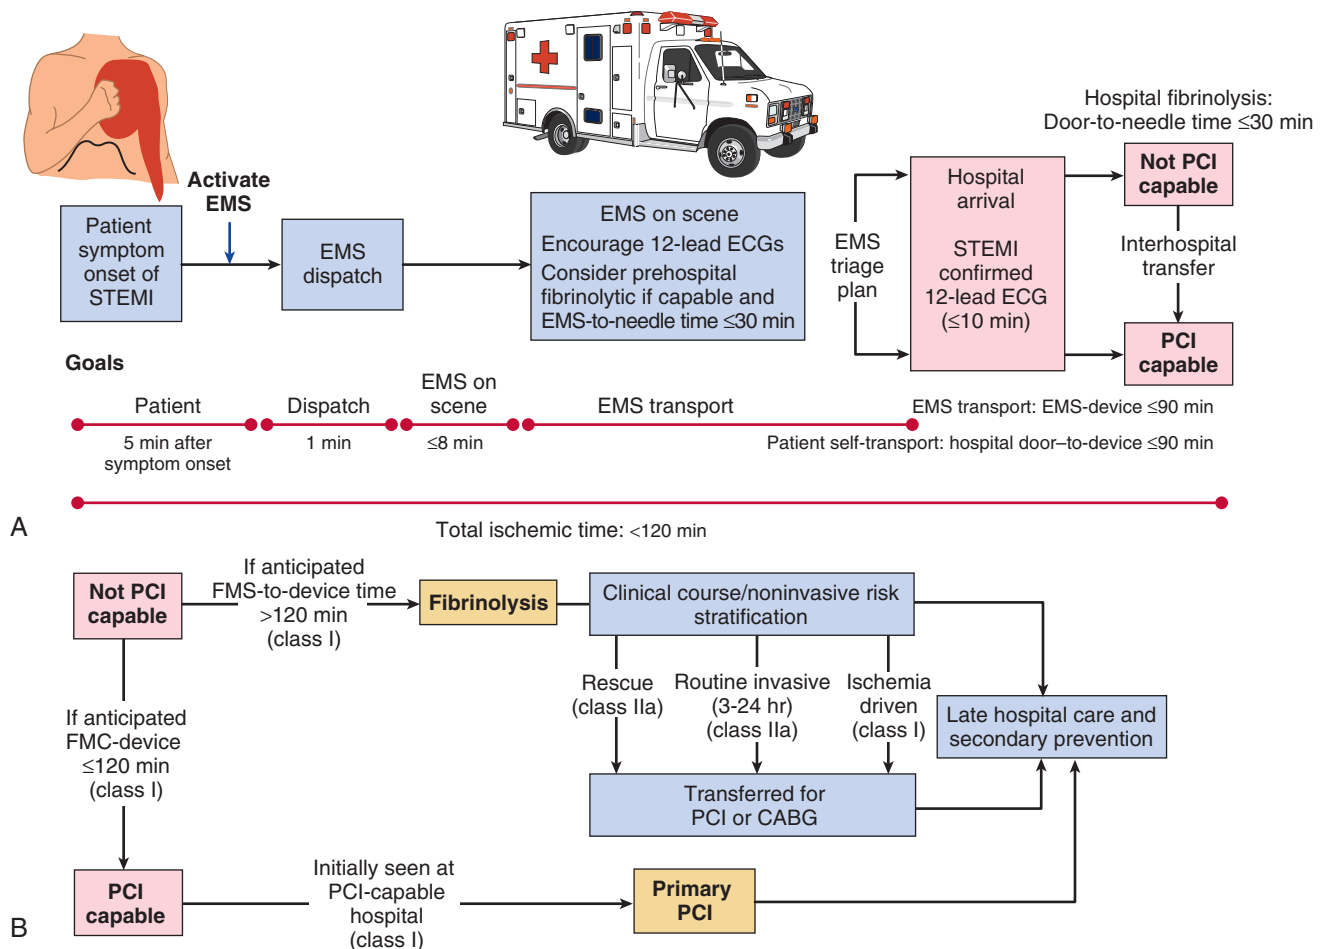 Hospital fibrinolysis:
Door-to-needle time ≤30 min
Activate
EMS
Patient
symptom
onset of
STEMI
EMS
dispatch
EMS on scene
Encourage 12-lead ECGs
Consider prehospital
fibrinolytic if capable and
EMS-to-needle time ≤30 min
EMS
triage
plan
Hospital
arrival
STEMI
confirmed
12-lead ECG
(≤10 min)
Not PCI
capable
Interhospital
transfer
PCI
capable
Goals
Patient
5 min after
symptom onset
Dispatch
1 min
EMS on
scene
≤8 min
EMS transport
EMS transport: EMS-device ≤90 min
Patient self-transport: hospital door–to-device ≤90 min
Total ischemic time: <120 min
A
Not PCI
capable
If anticipated
FMS-to-device time
>120 min
(class I)
Fibrinolysis
Clinical course/noninvasive risk
stratification
Rescue
(class IIa)
Routine invasive
(3-24 hr)
(class IIa)
Ischemia
driven
(class I)
Late hospital care and
secondary prevention
If anticipated
FMC-device
≤120 min
(class I)
Transferred for
PCI or CABG
PCI
capable
Initially seen at
PCI-capable
hospital
(class I)
Primary
PCI
B